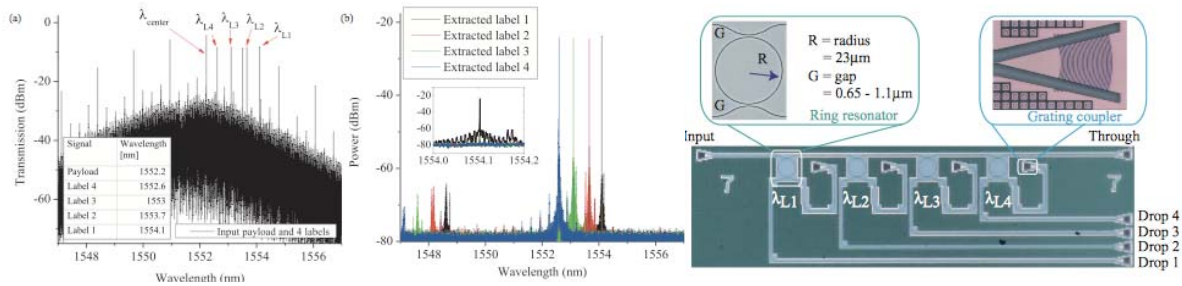 (a)
λcenter
λL4
λL3
λL2
λL1
0
-20
-40
-60
Transmission (dBm)
Signal Wavelength [nm]
Payload 1552.2
Label 4 1552.6
Label 3 1553
Label 2 1553.7
Label 1 1554.1
Input payload and 4 labels
1548 1550 1552 1554 1556
Wavelength (nm)
(b)
Extracted label 1
Extracted label 2
Extracted label 3
Extracted label 4
0
-20
-40
-60
-80
Power (dBm)
-20
-40
-60
-80
1554.0
1554.1
1554.2
1548 1550 1552 1554 1556
Wavelength (nm)
G
R
G
R = radius
= 23μm
G = gap
= 0.65 - 1.1μm
Ring resonator
Grating coupler
Input
Through
7
λL1
λL2
λL3
λL4
7
Drop 4
Drop 3
Drop 2
Drop 1